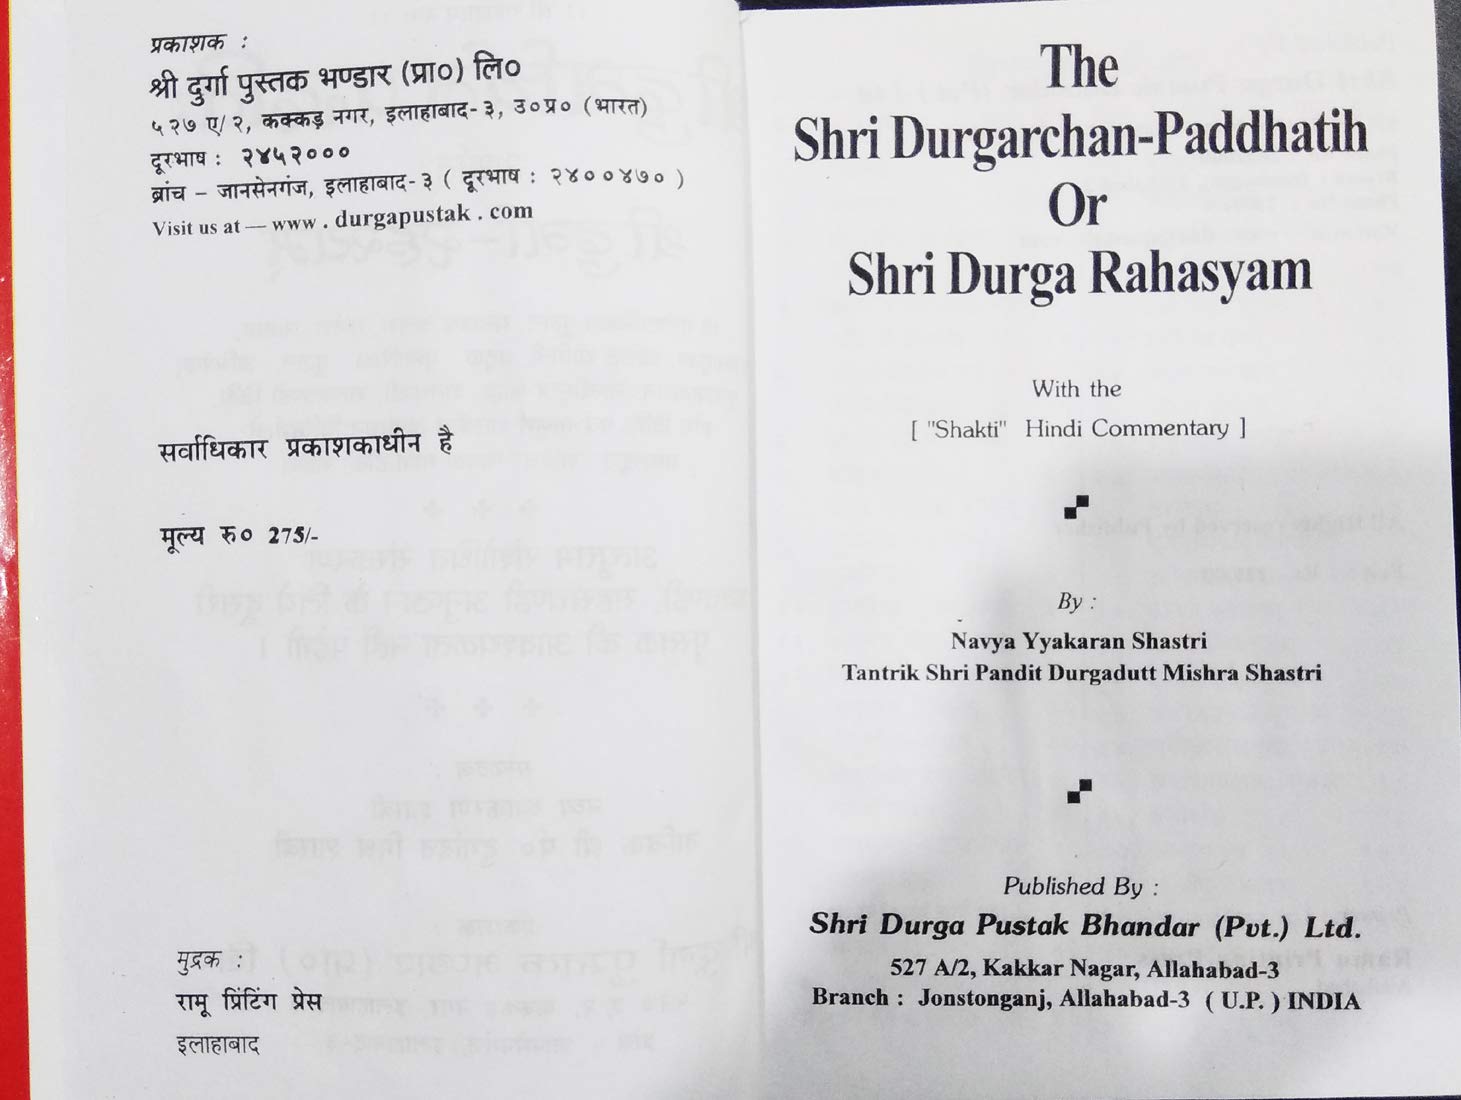 प्रकाशक :
श्री दुर्गा पुस्तक भण्डार (प्रा०) लि०
५२७ ए/२, कक्कड़ नगर, इलाहाबाद-३, उ०प्र० (भारत)
दूरभाष : २४५२०००
ब्रांच – जानसेनगंज, इलाहाबाद-३ ( दूरभाष : २४००४७० )
Visit us at — www . durgapustak . com
सर्वाधिकार प्रकाशकाधीन है
मूल्य रु० 275/-
मुद्रक :
रामू प्रिंटिंग प्रेस
इलाहाबाद
The
Shri Durgarchan-Paddhatih
Or
Shri Durga Rahasyam
With the
[ "Shakti" Hindi Commentary ]
By :
Navya Yyakaran Shastri
Tantrik Shri Pandit Durgadutt Mishra Shastri
Published By :
Shri Durga Pustak Bhandar (Pvt.) Ltd.
527 A/2, Kakkar Nagar, Allahabad-3
Branch : Jonstonganj, Allahabad-3 ( U.P. ) INDIA